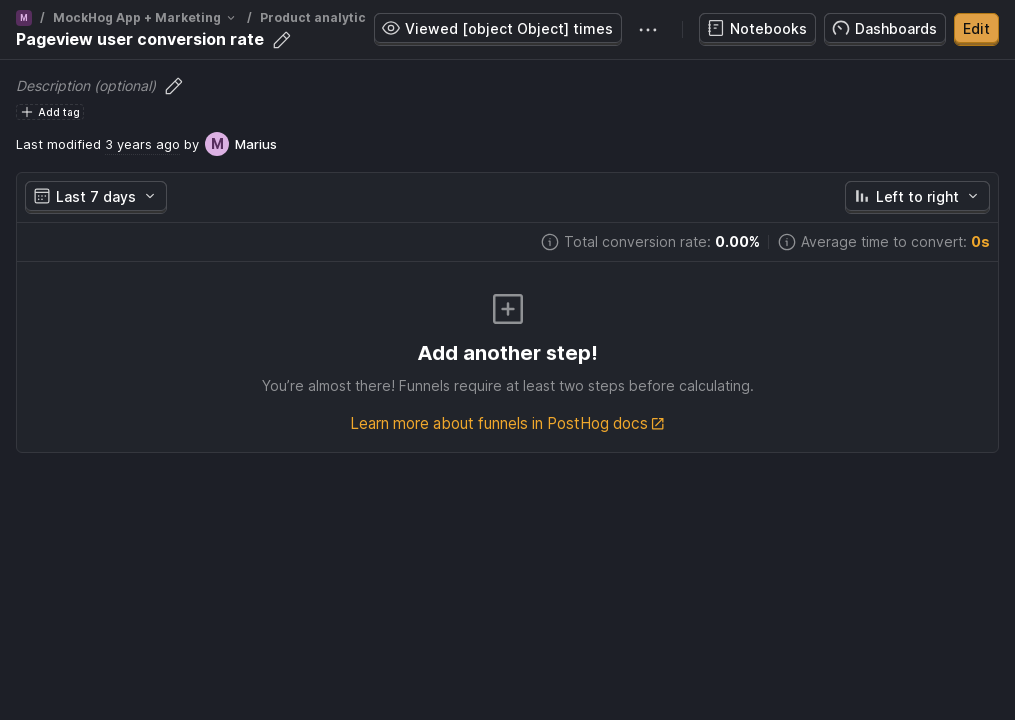 M / MockHog App + Marketing / Product analytic
Pageview user conversion rate
Viewed [object Object] times
Notebooks
Dashboards
Edit
Description (optional)
Add tag
Last modified 3 years ago by M Marius
Last 7 days
Left to right
Total conversion rate: 0.00%
Average time to convert: 0s
Add another step!
You’re almost there! Funnels require at least two steps before calculating.
Learn more about funnels in PostHog docs